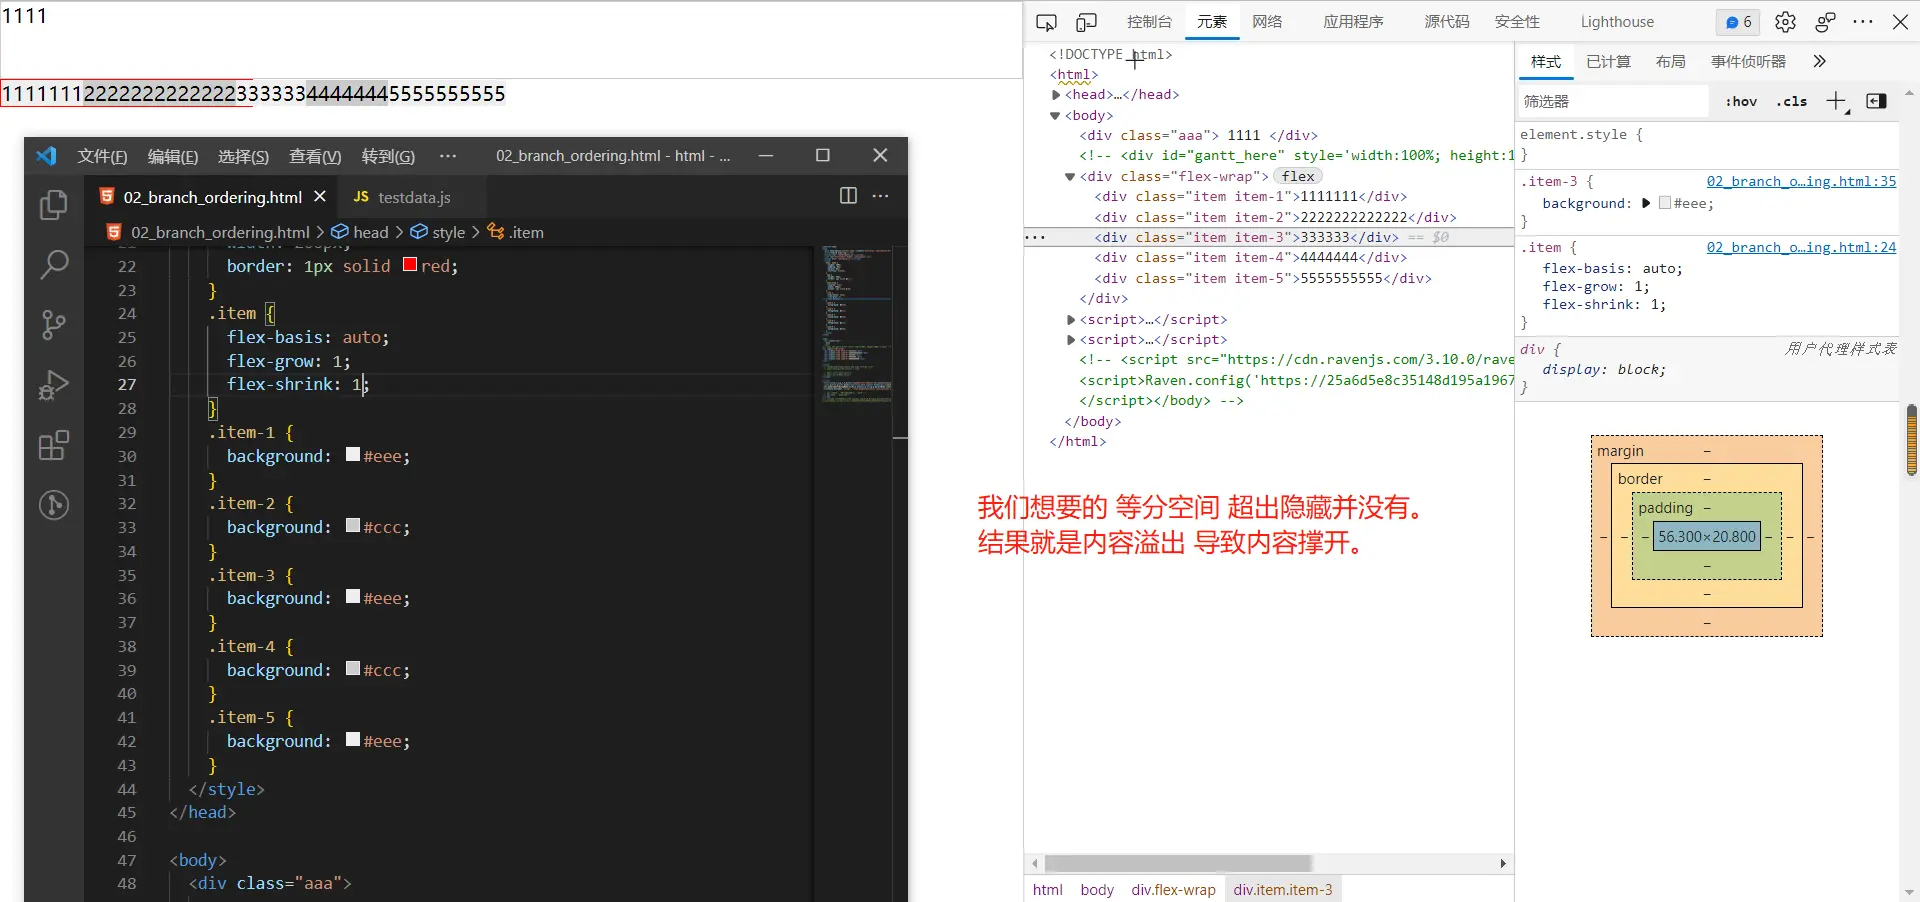 1111
11111112222222222222333333444444455555555555
文件(F) 编辑(E) 选择(S) 查看(V) 转到(G) ··· 02_branch_ordering.html - html - ...
02_branch_ordering.html JS testdata.js ···
02_branch_ordering.html > head > style > .item
22 border: 1px solid red;
23 }
24 .item {
25 flex-basis: auto;
26 flex-grow: 1;
27 flex-shrink: 1;
28 }
29 .item-1 {
30 background: #eee;
31 }
32 .item-2 {
33 background: #ccc;
34 }
35 .item-3 {
36 background: #eee;
37 }
38 .item-4 {
39 background: #ccc;
40 }
41 .item-5 {
42 background: #eee;
43 }
44 </style>
45 </head>
46
47 <body>
48 <div class="aaa">
控制台 元素 网络 应用程序 源代码 安全性 Lighthouse 6 ···
<!DOCTYPE html>
<html>
<head>…</head>
<body>
<div class="aaa"> 1111 </div>
<!-- <div id="gantt_here" style='width:100%; height:1
<div class="flex-wrap"> flex
<div class="item item-1">1111111</div>
<div class="item item-2">2222222222222</div>
··· <div class="item item-3">333333</div> == $0
<div class="item item-4">4444444</div>
<div class="item item-5">5555555555</div>
</div>
<script>…</script>
<script>…</script>
<!-- <script src="https://cdn.ravenjs.com/3.10.0/rave
<script>Raven.config('https://25a6d5e8c35148d195a1967
</script></body> -->
</body>
</html>
我们想要的 等分空间 超出隐藏并没有。
结果就是内容溢出 导致内容撑开。
html body div.flex-wrap div.item.item-3
样式 已计算 布局 事件侦听器 »
筛选器 :hov .cls
element.style {
}
.item-3 { 02_branch_o…ing.html:35
background: #eee;
}
.item { 02_branch_o…ing.html:24
flex-basis: auto;
flex-grow: 1;
flex-shrink: 1;
}
div { 用户代理样式表
display: block;
}
margin –
border –
padding –
– – – 56.300×20.800 – – –
–
–
–